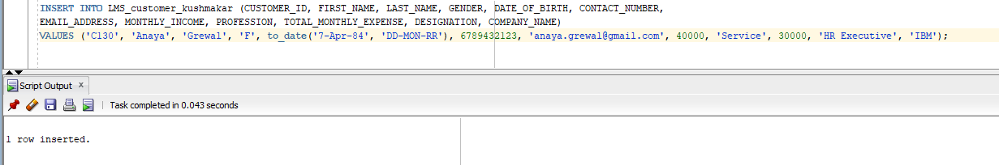 INSERT INTO LMS_customer_kushmakar (CUSTOMER_ID, FIRST_NAME, LAST_NAME, GENDER, DATE_OF_BIRTH, CONTACT_NUMBER,
EMAIL_ADDRESS, MONTHLY_INCOME, PROFESSION, TOTAL_MONTHLY_EXPENSE, DESIGNATION, COMPANY_NAME)
VALUES ('C130', 'Anaya', 'Grewal', 'F', to_date('7-Apr-84', 'DD-MON-RR'), 6789432123, 'anaya.grewal@gmail.com', 40000, 'Service', 30000, 'HR Executive', 'IBM');
Script Output x
Task completed in 0.043 seconds
1 row inserted.